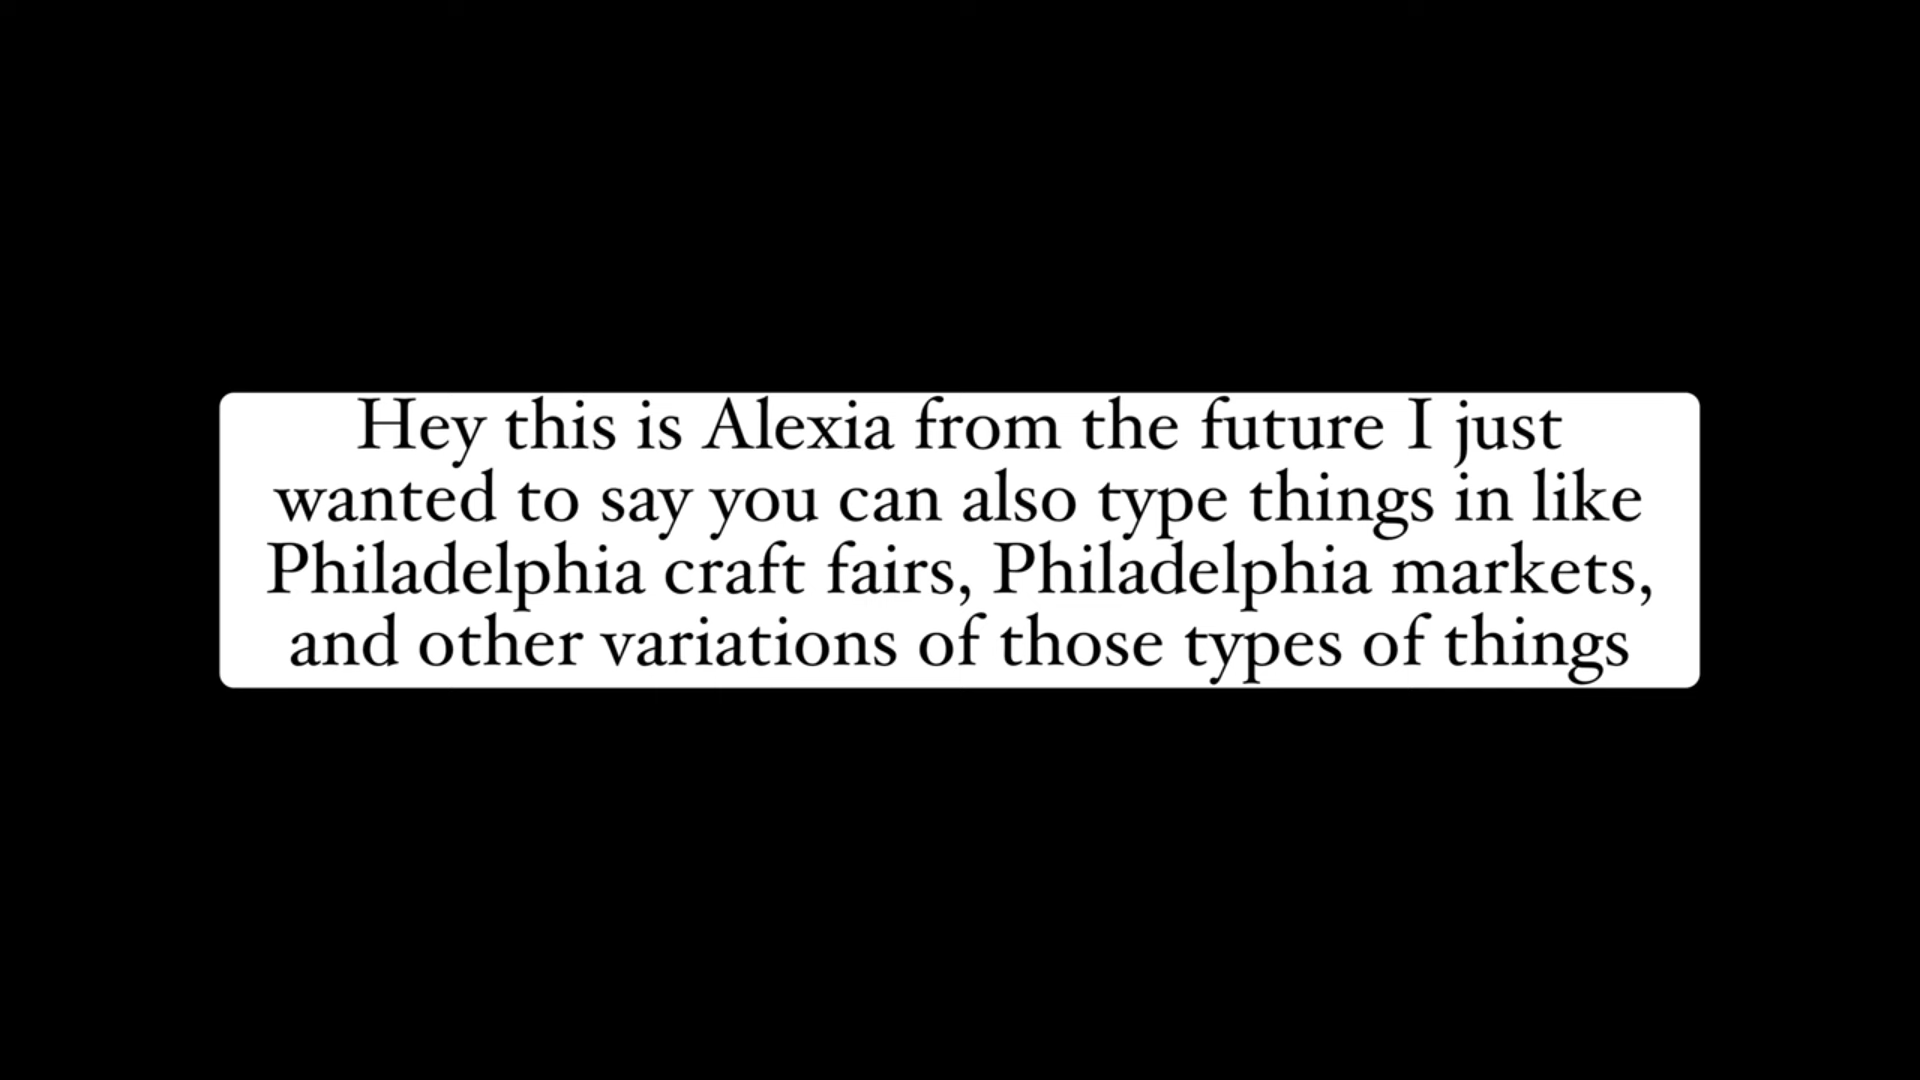 Hey this is Alexia from the future I just
wanted to say you can also type things in like
Philadelphia craft fairs, Philadelphia markets,
and other variations of those types of things